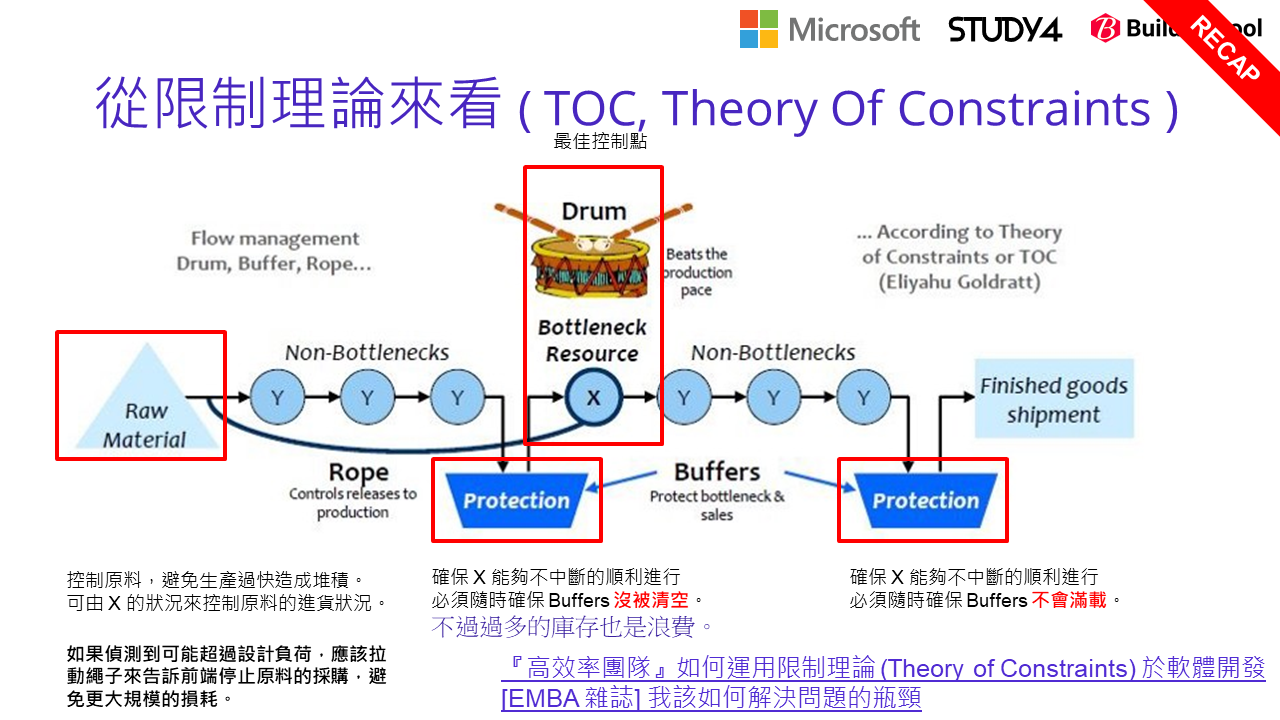 Microsoft
STUDY4
RECAP
從限制理論來看 ( TOC, Theory Of Constraints )
最佳控制點
Drum
Flow management
Drum, Buffer, Rope...
Beats the
production
pace
... According to Theory
of Constraints or TOC
(Eliyahu Goldratt)
Bottleneck
Resource
Non-Bottlenecks
Non-Bottlenecks
Raw
Material
Y
Y
Y
X
Y
Y
Y
Finished goods
shipment
Rope
Controls releases to
production
Protection
Buffers
Protect bottleneck &
sales
Protection
控制原料，避免生產過快造成堆積。
可由 X 的狀況來控制原料的進貨狀況。
如果偵測到可能超過設計負荷，應該拉
動繩子來告訴前端停止原料的採購，避
免更大規模的損耗。
確保 X 能夠不中斷的順利進行
必須隨時確保 Buffers 沒被清空。
不過過多的庫存也是浪費。
確保 X 能夠不中斷的順利進行
必須隨時確保 Buffers 不會滿載。
『高效率團隊』如何運用限制理論 (Theory of Constraints) 於軟體開發
[EMBA 雜誌] 我該如何解決問題的瓶頸